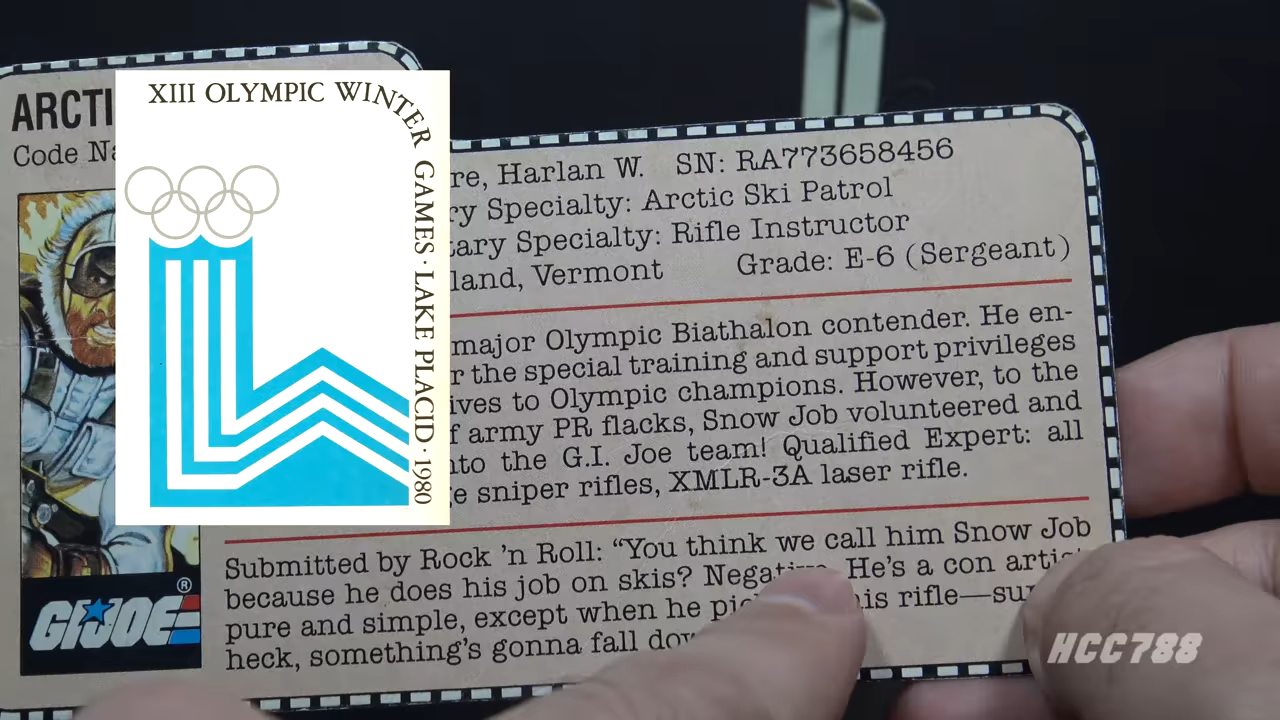 ARCTI
Code Na
XIII OLYMPIC WINTER GAMES · LAKE PLACID · 1980
re, Harlan W. SN: RA773658456
ry Specialty: Arctic Ski Patrol
tary Specialty: Rifle Instructor
land, Vermont Grade: E-6 (Sergeant)
major Olympic Biathalon contender. He en-
r the special training and support privileges
ives to Olympic champions. However, to the
f army PR flacks, Snow Job volunteered and
nto the G.I. Joe team! Qualified Expert: all
e sniper rifles, XMLR-3A laser rifle.
Submitted by Rock 'n Roll: “You think we call him Snow Job
because he does his job on skis? He's a con
pure and simple, except when he his rifle—
heck, something's gonna fall
GI JOE ®
HCC788